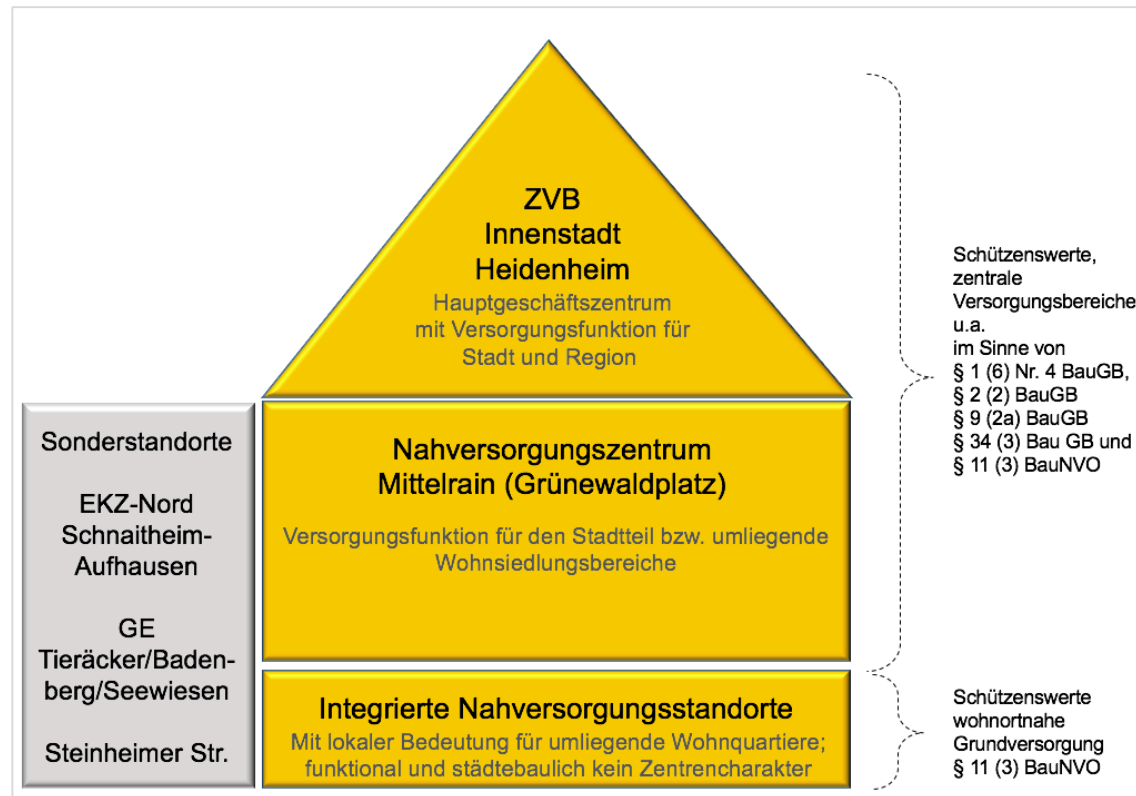 ZVB
Innenstadt
Heidenheim
Hauptgeschäftszentrum
mit Versorgungsfunktion für
Stadt und Region
Schützenswerte,
zentrale
Versorgungsbereiche
u.a.
im Sinne von
§ 1 (6) Nr. 4 BauGB,
§ 2 (2) BauGB
§ 9 (2a) BauGB
§ 34 (3) Bau GB und
§ 11 (3) BauNVO
Sonderstandorte
EKZ-Nord
Schnaitheim-
Aufhausen
GE
Tieräcker/Baden-
berg/Seewiesen
Steinheimer Str.
Nahversorgungszentrum
Mittelrain (Grünewaldplatz)
Versorgungsfunktion für den Stadtteil bzw. umliegende
Wohnsiedlungsbereiche
Integrierte Nahversorgungsstandorte
Mit lokaler Bedeutung für umliegende Wohnquartiere;
funktional und städtebaulich kein Zentrencharakter
Schützenswerte
wohnortnahe
Grundversorgung
§ 11 (3) BauNVO